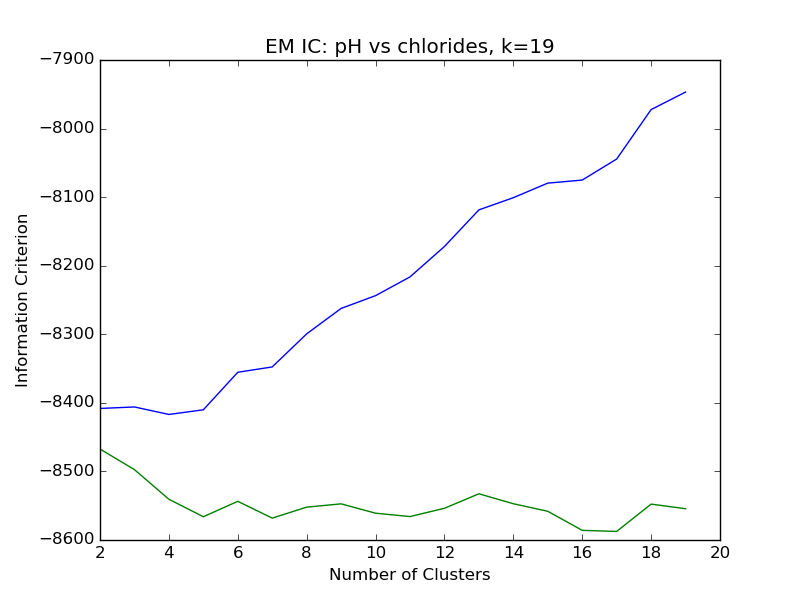 EM IC: pH vs chlorides, k=19
−7900
−8000
−8100
−8200
−8300
−8400
−8500
−8600
Information Criterion
2 4 6 8 10 12 14 16 18 20
Number of Clusters